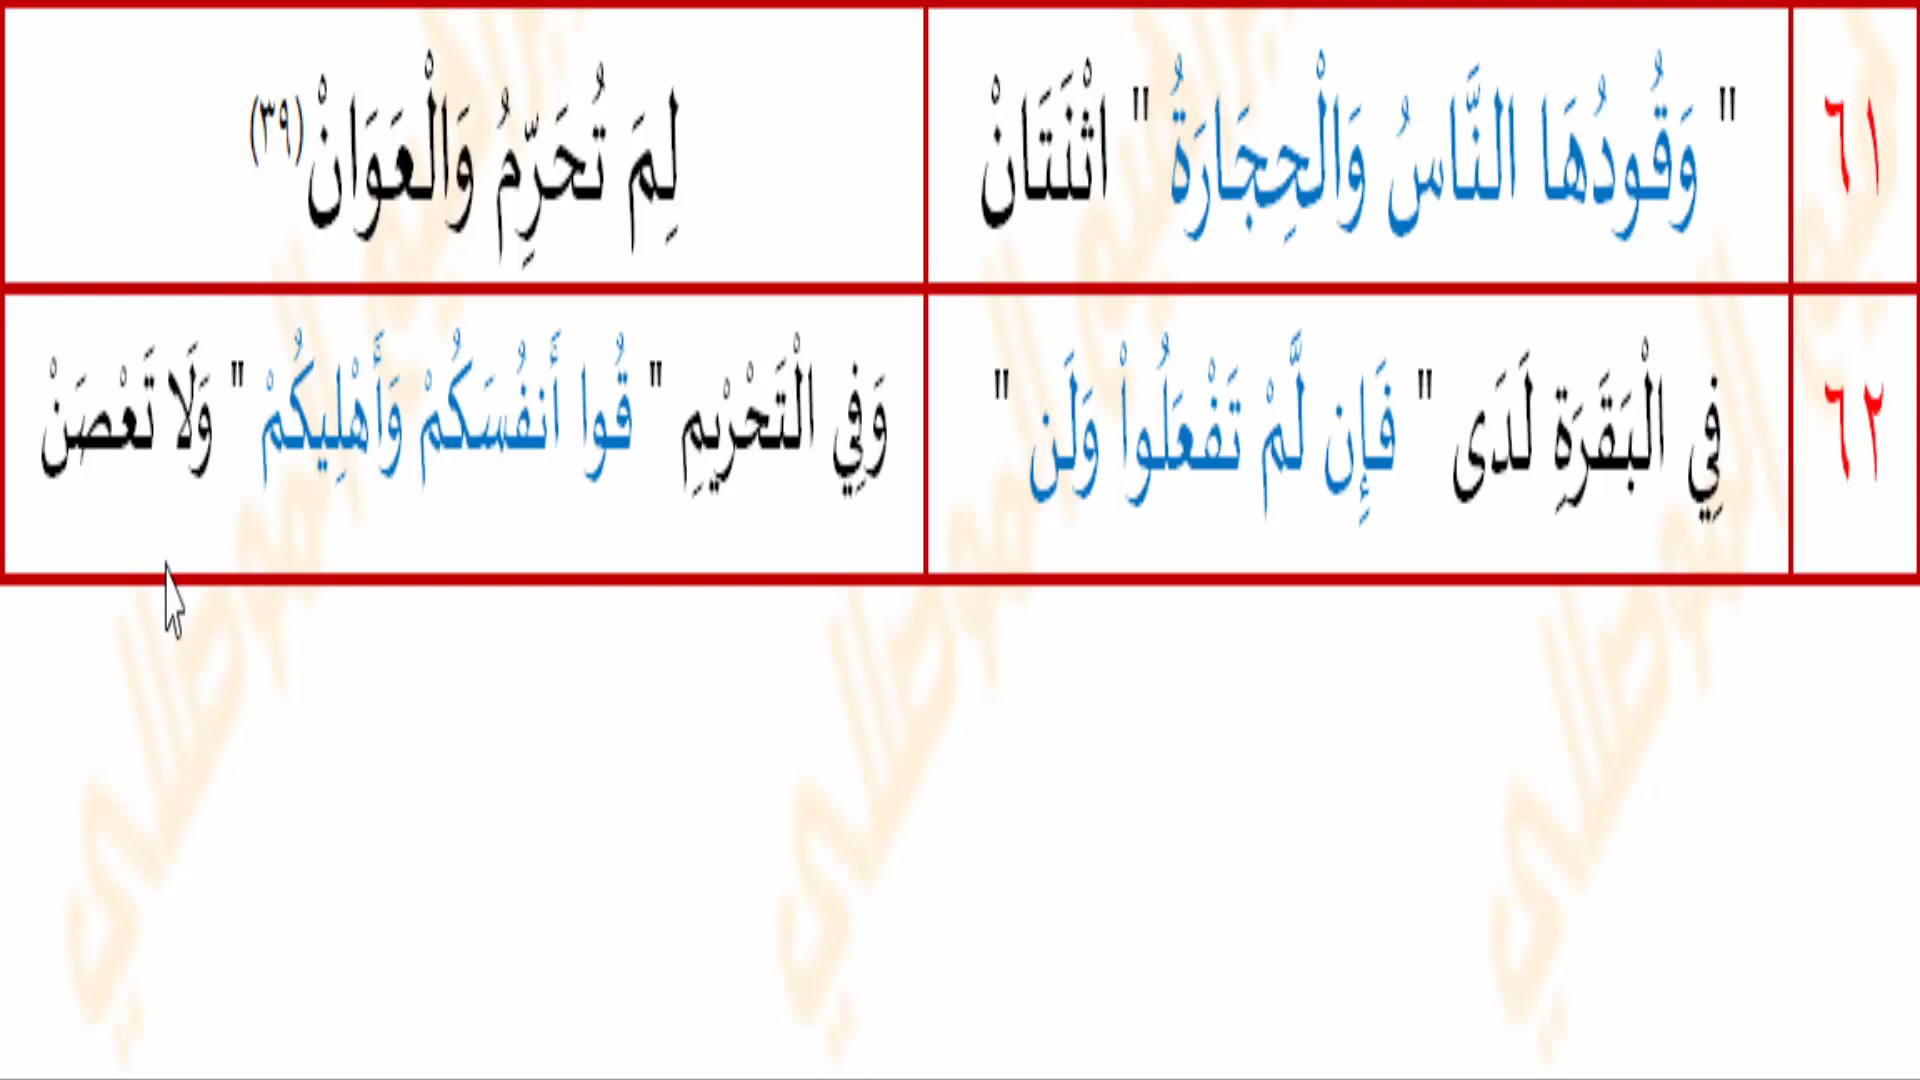 ٦١ " وَقُودُهَا النَّاسُ وَالْحِجَارَةُ " اثْنَتَانْ لِمَ تُحَرِّمُ وَالْعَوَانْ (٣٩)
٦٢ فِي الْبَقَرَةِ لَدَى " فَإِن لَّمْ تَفْعَلُواْ وَلَن " وَفِي الْتَحْرِيمِ " قُوا أَنفُسَكُمْ وَأَهْلِيكُمْ " وَلَا تَعْصَنْ